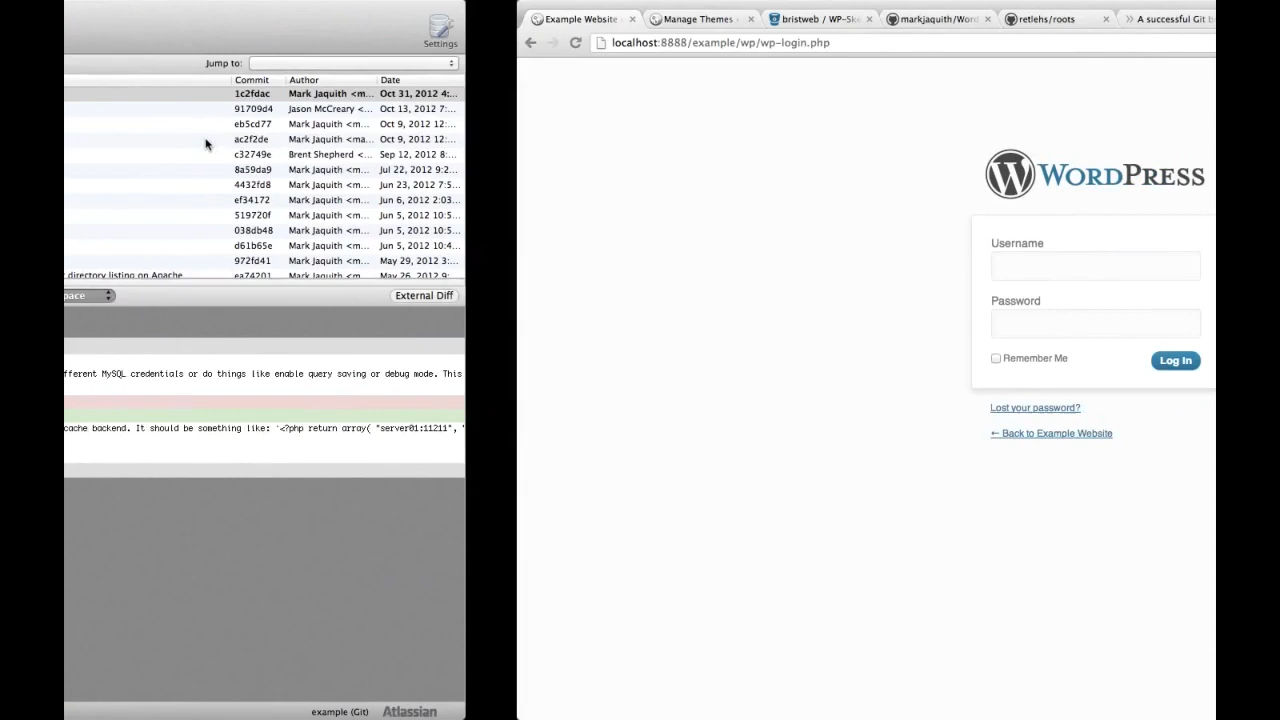 Settings
Jump to:
Commit Author Date
1c2fdac Mark Jaquith <m... Oct 31, 2012 4:...
91709d4 Jason McCreary <... Oct 13, 2012 7:...
eb5cd77 Mark Jaquith <m... Oct 9, 2012 12:...
ac2f2de Mark Jaquith <ma... Oct 9, 2012 12:...
c32749e Brent Shepherd <... Sep 12, 2012 8:...
8a59da9 Mark Jaquith <m... Jul 22, 2012 9:2...
4432fd8 Mark Jaquith <m... Jun 23, 2012 7:5...
ef34172 Mark Jaquith <m... Jun 6, 2012 2:03...
519720f Mark Jaquith <m... Jun 5, 2012 10:5...
038db48 Mark Jaquith <m... Jun 5, 2012 10:5...
d61b65e Mark Jaquith <m... Jun 5, 2012 10:4...
972fd41 Mark Jaquith <m... May 29, 2012 3:...
directory listing on Apache ea74201 Mark Jaquith <m... May 26, 2012 9:...
pace External Diff
fferent MySQL credentials or do things like enable query saving or debug mode. This
cache backend. It should be something like: '<?php return array( "server01:11211", '
example (Git) Atlassian
Example Website Manage Themes bristweb / WP-Ske markjaquith/Word retlehs/roots A successful Git b
localhost:8888/example/wp/wp-login.php
WORDPRESS
Username
Password
Remember Me Log In
Lost your password?
← Back to Example Website